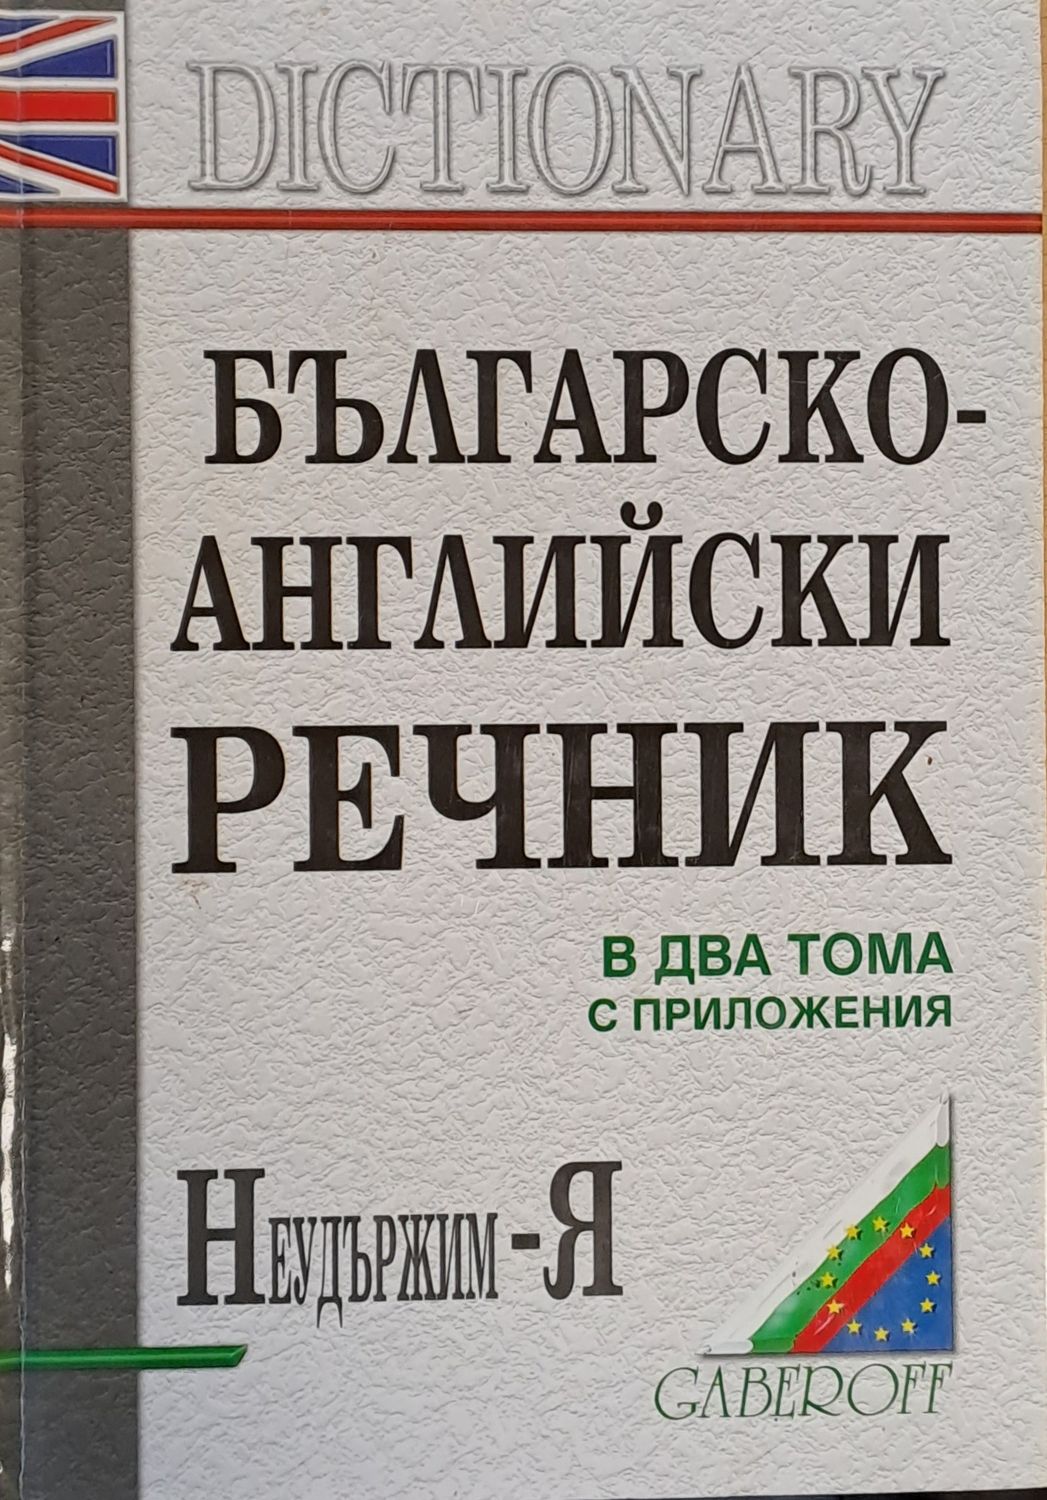 DICTIONARY
БЪЛГАРСКО-
АНГЛИЙСКИ
РЕЧНИК
В ДВА ТОМА
С ПРИЛОЖЕНИЯ
НЕУДЪРЖИМ-Я
GABEROFF